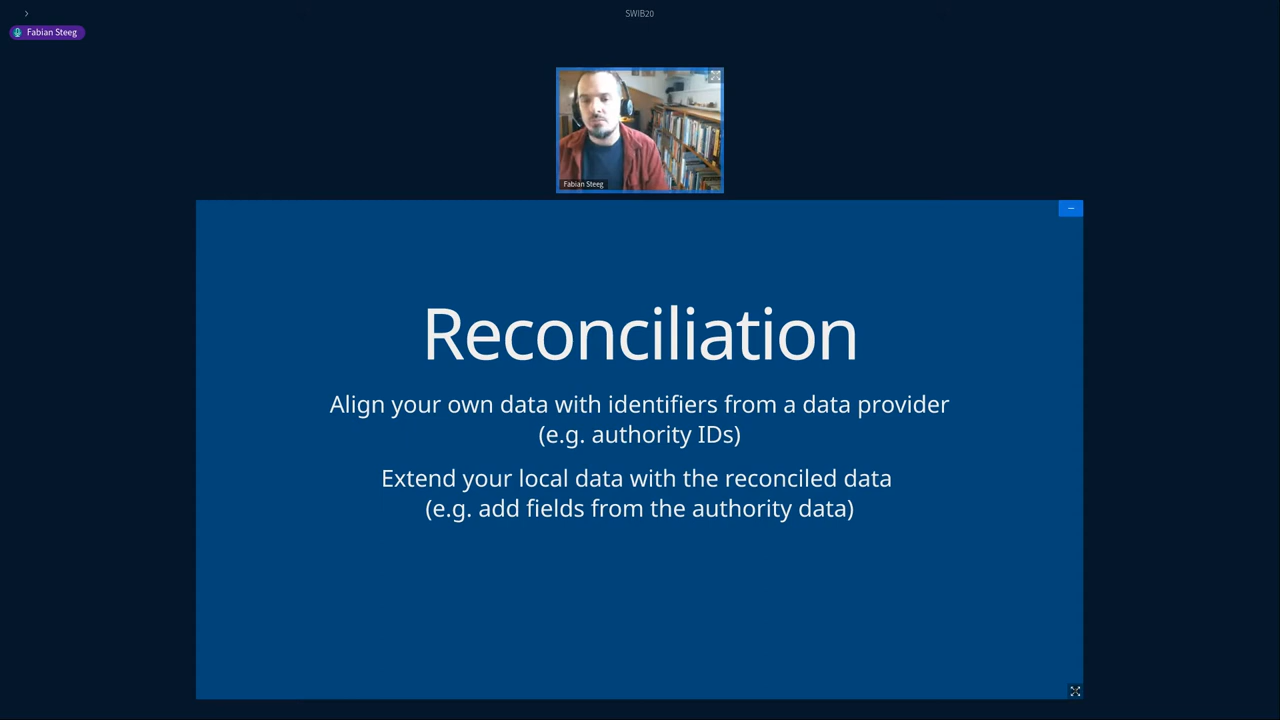 SWIB20
Fabian Steeg
Fabian Steeg
Reconciliation
Align your own data with identifiers from a data provider
(e.g. authority IDs)
Extend your local data with the reconciled data
(e.g. add fields from the authority data)